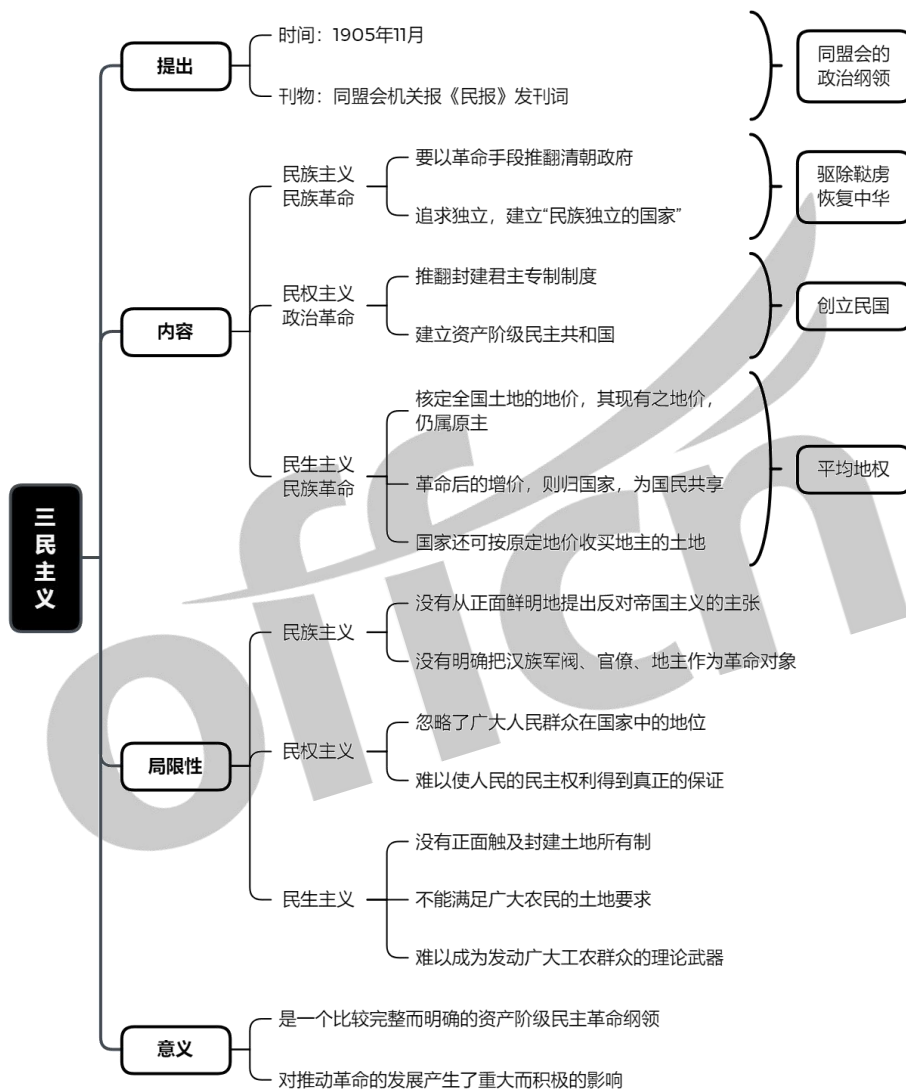 三民主义
提出
时间：1905年11月
刊物：同盟会机关报《民报》发刊词
同盟会的
政治纲领
内容
民族主义
民族革命
要以革命手段推翻清朝政府
追求独立，建立“民族独立的国家”
驱除鞑虏
恢复中华
民权主义
政治革命
推翻封建君主专制制度
建立资产阶级民主共和国
创立民国
民生主义
民族革命
核定全国土地的地价，其现有之地价，
仍属原主
革命后的增价，则归国家，为国民共享
国家还可按原定地价收买地主的土地
平均地权
局限性
民族主义
没有从正面鲜明地提出反对帝国主义的主张
没有明确把汉族军阀、官僚、地主作为革命对象
民权主义
忽略了广大人民群众在国家中的地位
难以使人民的民主权利得到真正的保证
民生主义
没有正面触及封建土地所有制
不能满足广大农民的土地要求
难以成为发动广大工农群众的理论武器
意义
是一个比较完整而明确的资产阶级民主革命纲领
对推动革命的发展产生了重大而积极的影响
offcn